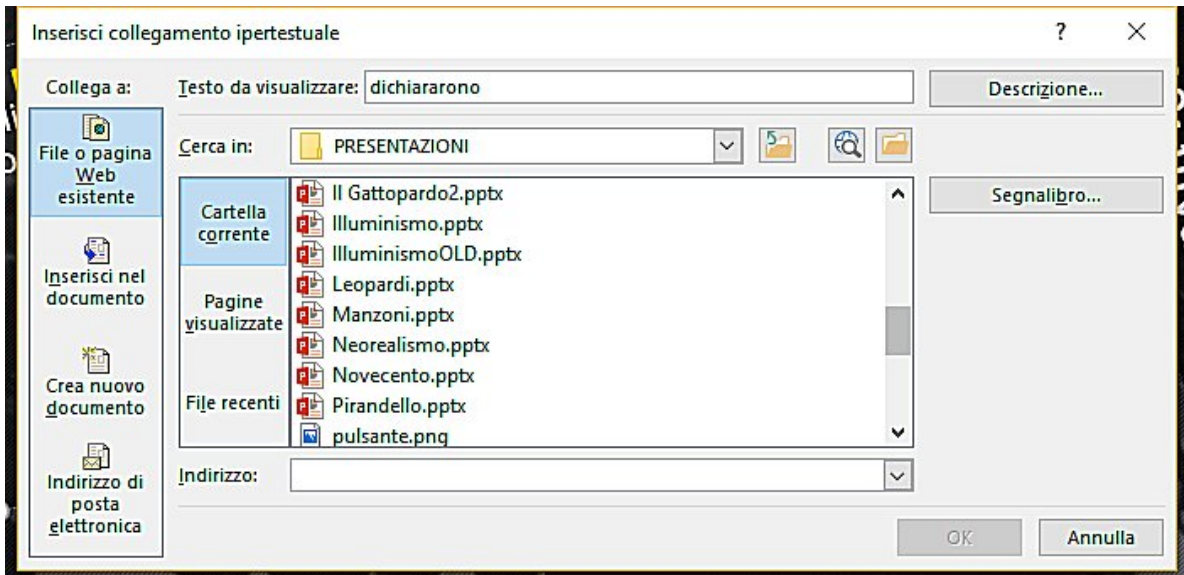 Inserisci collegamento ipertestuale
?
Collega a:
Testo da visualizzare: dichiararono
Descrizione...
File o pagina
Web
esistente
Cerca in: PRESENTAZIONI
Segnalibro...
Cartella
corrente
Il Gattopardo2.pptx
Illuminismo.pptx
IlluminismoOLD.pptx
Leopardi.pptx
Manzoni.pptx
Neorealismo.pptx
Novecento.pptx
Pirandello.pptx
pulsante.png
Inserisci nel
documento
Pagine
visualizzate
Crea nuovo
documento
File recenti
Indirizzo di
posta
elettronica
Indirizzo:
OK
Annulla